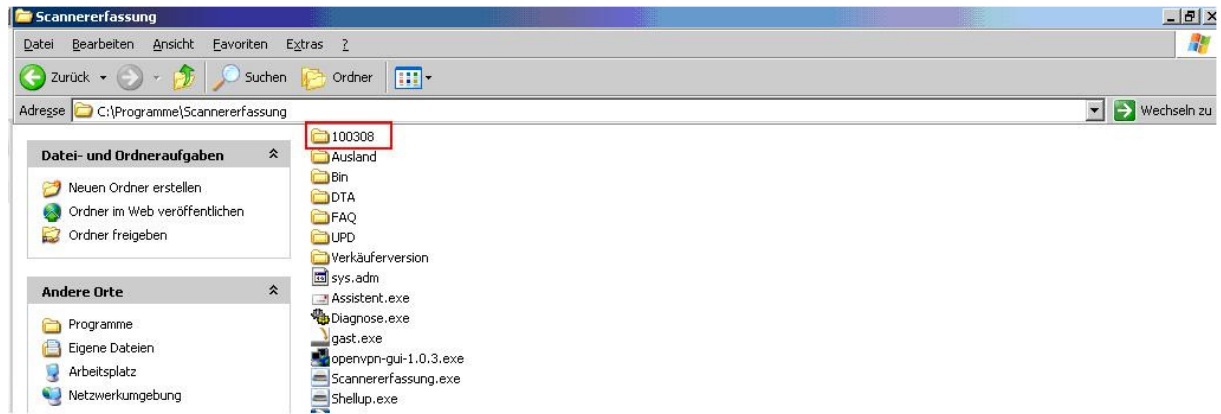 Scannererfassung
Datei Bearbeiten Ansicht Favoriten Extras ?
Zurück Suchen Ordner
Adresse C:\Programme\Scannererfassung Wechseln zu
Datei- und Ordneraufgaben
Neuen Ordner erstellen
Ordner im Web veröffentlichen
Ordner freigeben
Andere Orte
Programme
Eigene Dateien
Arbeitsplatz
Netzwerkumgebung
100308
Ausland
Bin
DTA
FAQ
UPD
Verkäuferversion
sys.adm
Assistent.exe
Diagnose.exe
gast.exe
openvpn-gui-1.0.3.exe
Scannererfassung.exe
Shellup.exe